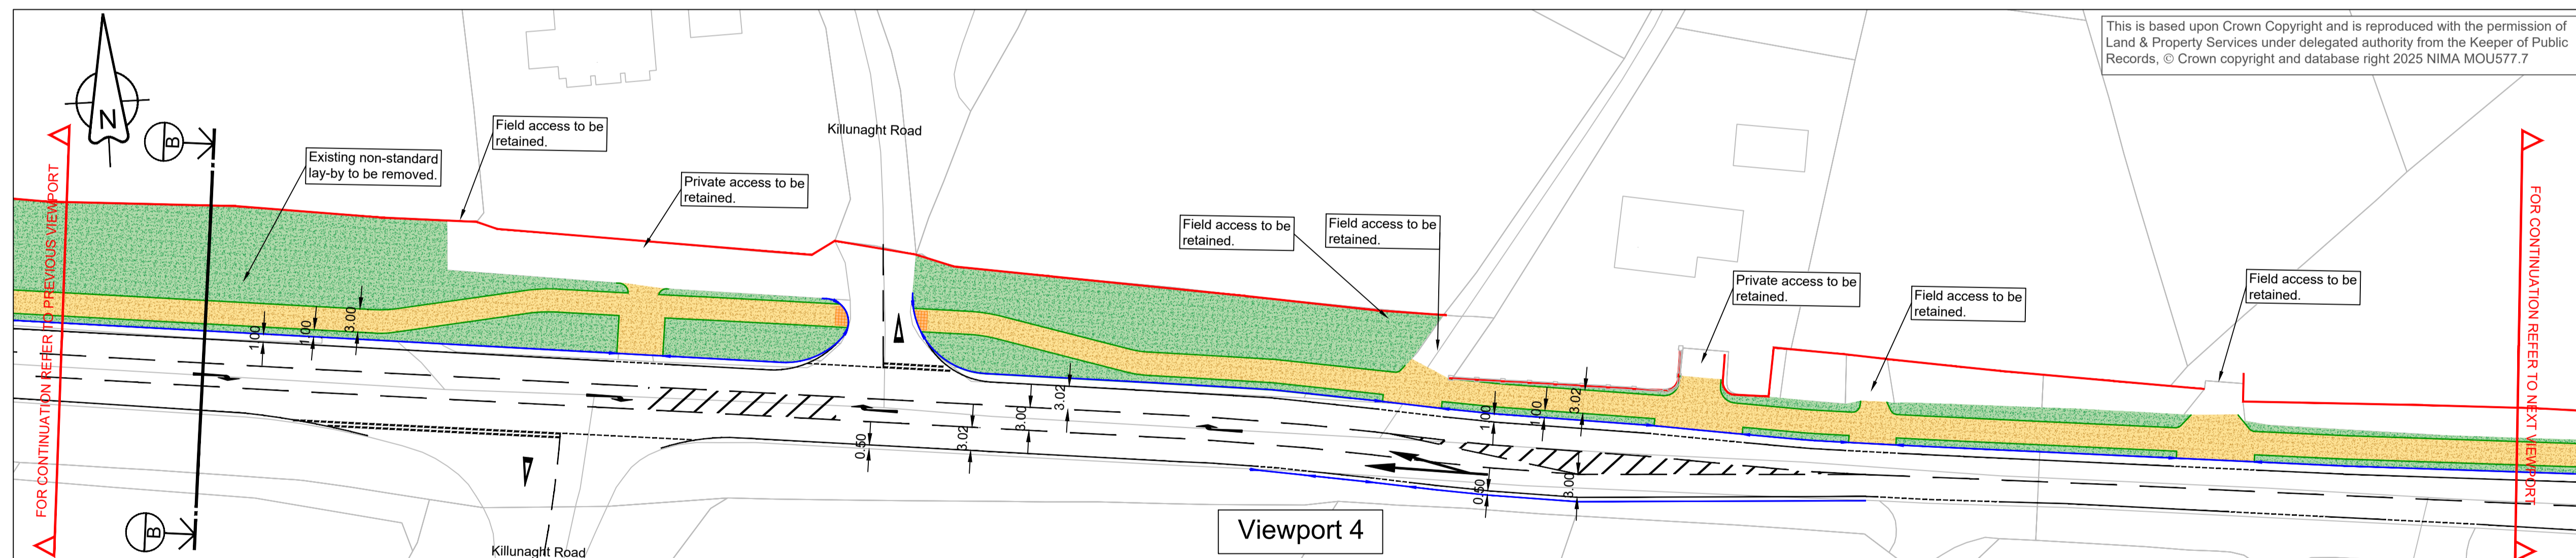 This is based upon Crown Copyright and is reproduced with the permission of
Land & Property Services under delegated authority from the Keeper of Public
Records, © Crown copyright and database right 2025 NIMA MOU577.7
N
B
Field access to be
retained.
Killunaght Road
Existing non-standard
lay-by to be removed.
Private access to be
retained.
Field access to be
retained.
Field access to be
retained.
Private access to be
retained.
Field access to be
retained.
Field access to be
retained.
FOR CONTINUATION REFER TO PREVIOUS VIEWPORT
FOR CONTINUATION REFER TO NEXT VIEWPORT
1.00
1.00
3.00
0.50
3.02
3.00
3.02
1.00
1.00
3.02
0.50
3.00
B
Killunaght Road
Viewport 4